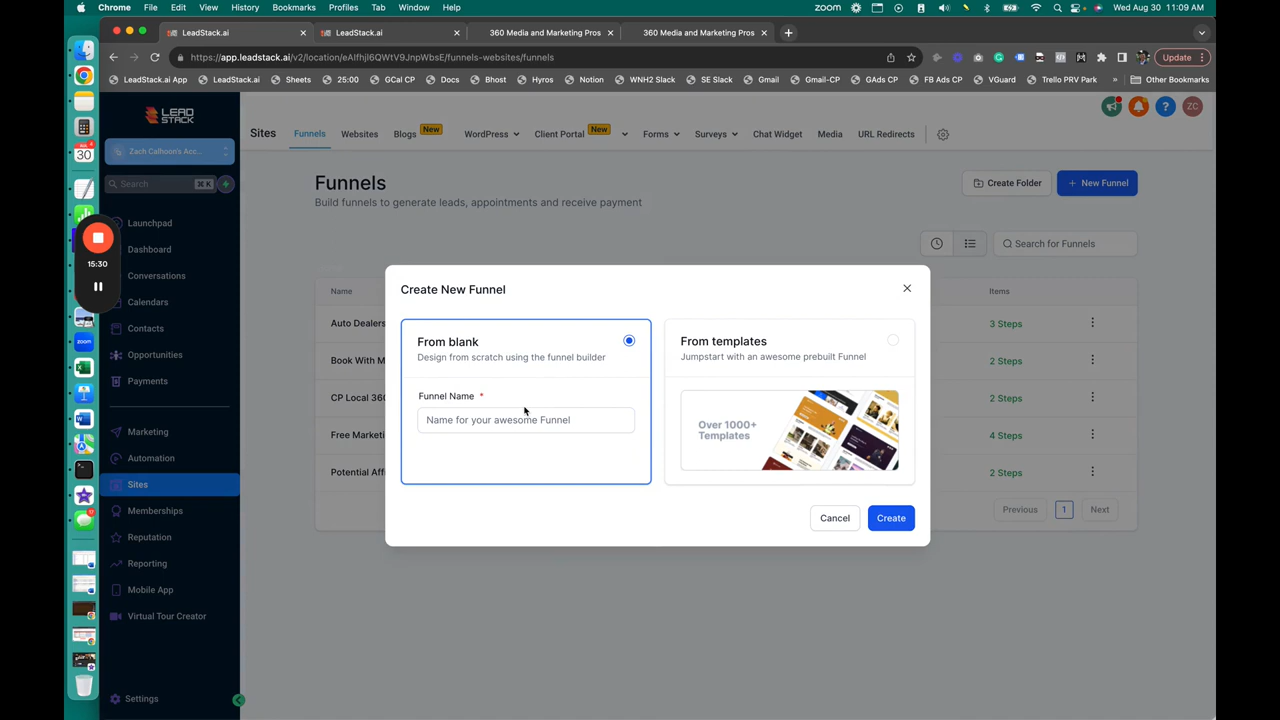 Chrome File Edit View History Bookmarks Profiles Tab Window Help
zoom Wed Aug 30 11:09 AM
LeadStack.ai
LeadStack.ai
360 Media and Marketing Pros
360 Media and Marketing Pros
https://app.leadstack.ai/v2/location/eAIfhjl6QWtV9JnpWbsE/funnels-websites/funnels
Update
LeadStack.ai App LeadStack.ai Sheets 25:00 GCal CP Docs Bhost Hyros Notion WNH2 Slack SE Slack Gmail Gmail-CP GAds CP FB Ads CP VGuard Trello PRV Park » Other Bookmarks
LEAD
STACK
ZC
Sites Funnels Websites Blogs New WordPress Client Portal New Forms Surveys Chat Widget Media URL Redirects
Zach Calhoun's Acc...
Search ⌘K
Funnels
Build funnels to generate leads, appointments and receive payment
Create Folder
+ New Funnel
Search for Funnels
30
15:30
zoom
17
Launchpad
Dashboard
Conversations
Calendars
Contacts
Opportunities
Payments
Marketing
Automation
Sites
Memberships
Reputation
Reporting
Mobile App
Virtual Tour Creator
Settings
Name Items
Auto Dealers 3 Steps
Book With M 2 Steps
CP Local 360 2 Steps
Free Marketi 4 Steps
Potential Aff 2 Steps
Previous 1 Next
Create New Funnel
From blank
Design from scratch using the funnel builder
Funnel Name *
Name for your awesome Funnel
From templates
Jumpstart with an awesome prebuilt Funnel
Over 1000+
Templates
Cancel
Create